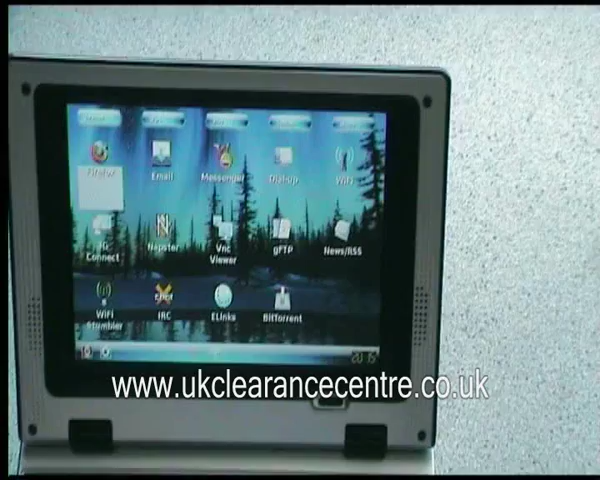 Firefox Email Messenger Dial-up WiFi
3G Connect
Napster
Vnc Viewer
gFTP
News/RSS
WiFi Stumbler
IRC
ELinks
BitTorrent
www.ukclearancecentre.co.uk